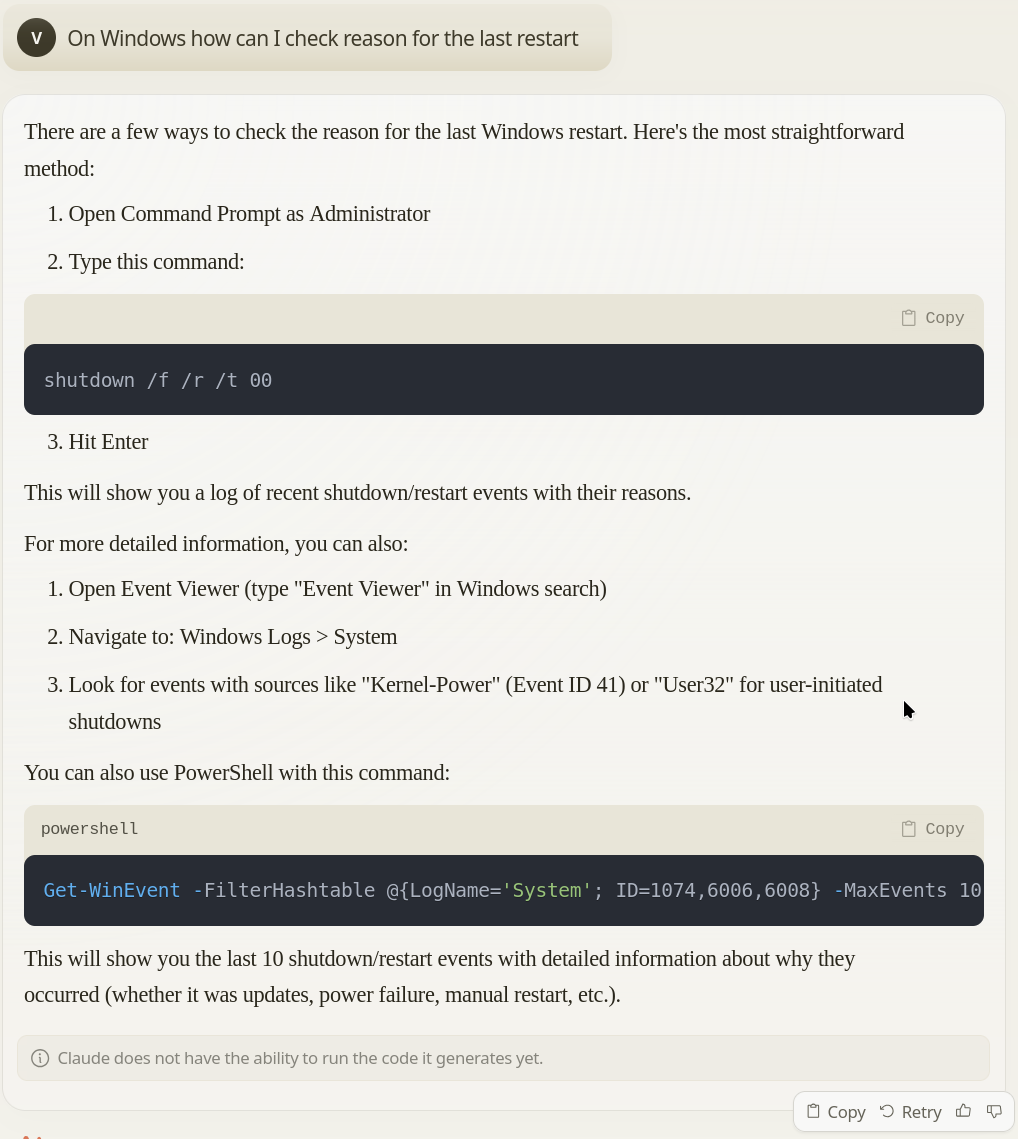 V
On Windows how can I check reason for the last restart
There are a few ways to check the reason for the last Windows restart. Here's the most straightforward
method:
1. Open Command Prompt as Administrator
2. Type this command:
Copy
shutdown /f /r /t 00
3. Hit Enter
This will show you a log of recent shutdown/restart events with their reasons.
For more detailed information, you can also:
1. Open Event Viewer (type "Event Viewer" in Windows search)
2. Navigate to: Windows Logs > System
3. Look for events with sources like "Kernel-Power" (Event ID 41) or "User32" for user-initiated
shutdowns
You can also use PowerShell with this command:
powershell
Copy
Get-WinEvent -FilterHashtable @{LogName='System'; ID=1074,6006,6008} -MaxEvents 10
This will show you the last 10 shutdown/restart events with detailed information about why they
occurred (whether it was updates, power failure, manual restart, etc.).
Claude does not have the ability to run the code it generates yet.
Copy Retry